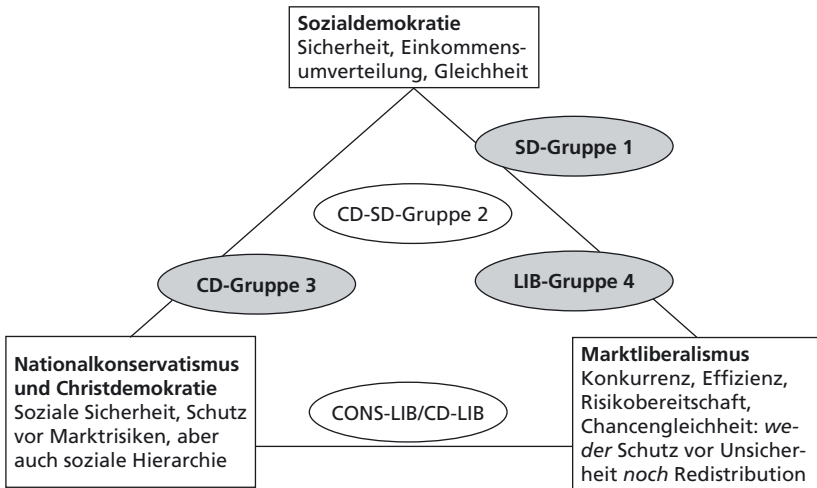 Sozialdemokratie
Sicherheit, Einkommens-
umverteilung, Gleichheit
SD-Gruppe 1
CD-SD-Gruppe 2
CD-Gruppe 3
LIB-Gruppe 4
Nationalkonservatismus
und Christdemokratie
Soziale Sicherheit, Schutz
vor Marktrisiken, aber
auch soziale Hierarchie
CONS-LIB/CD-LIB
Marktliberalismus
Konkurrenz, Effizienz,
Risikobereitschaft,
Chancengleichheit: we-
der Schutz vor Unsicher-
heit noch Redistribution